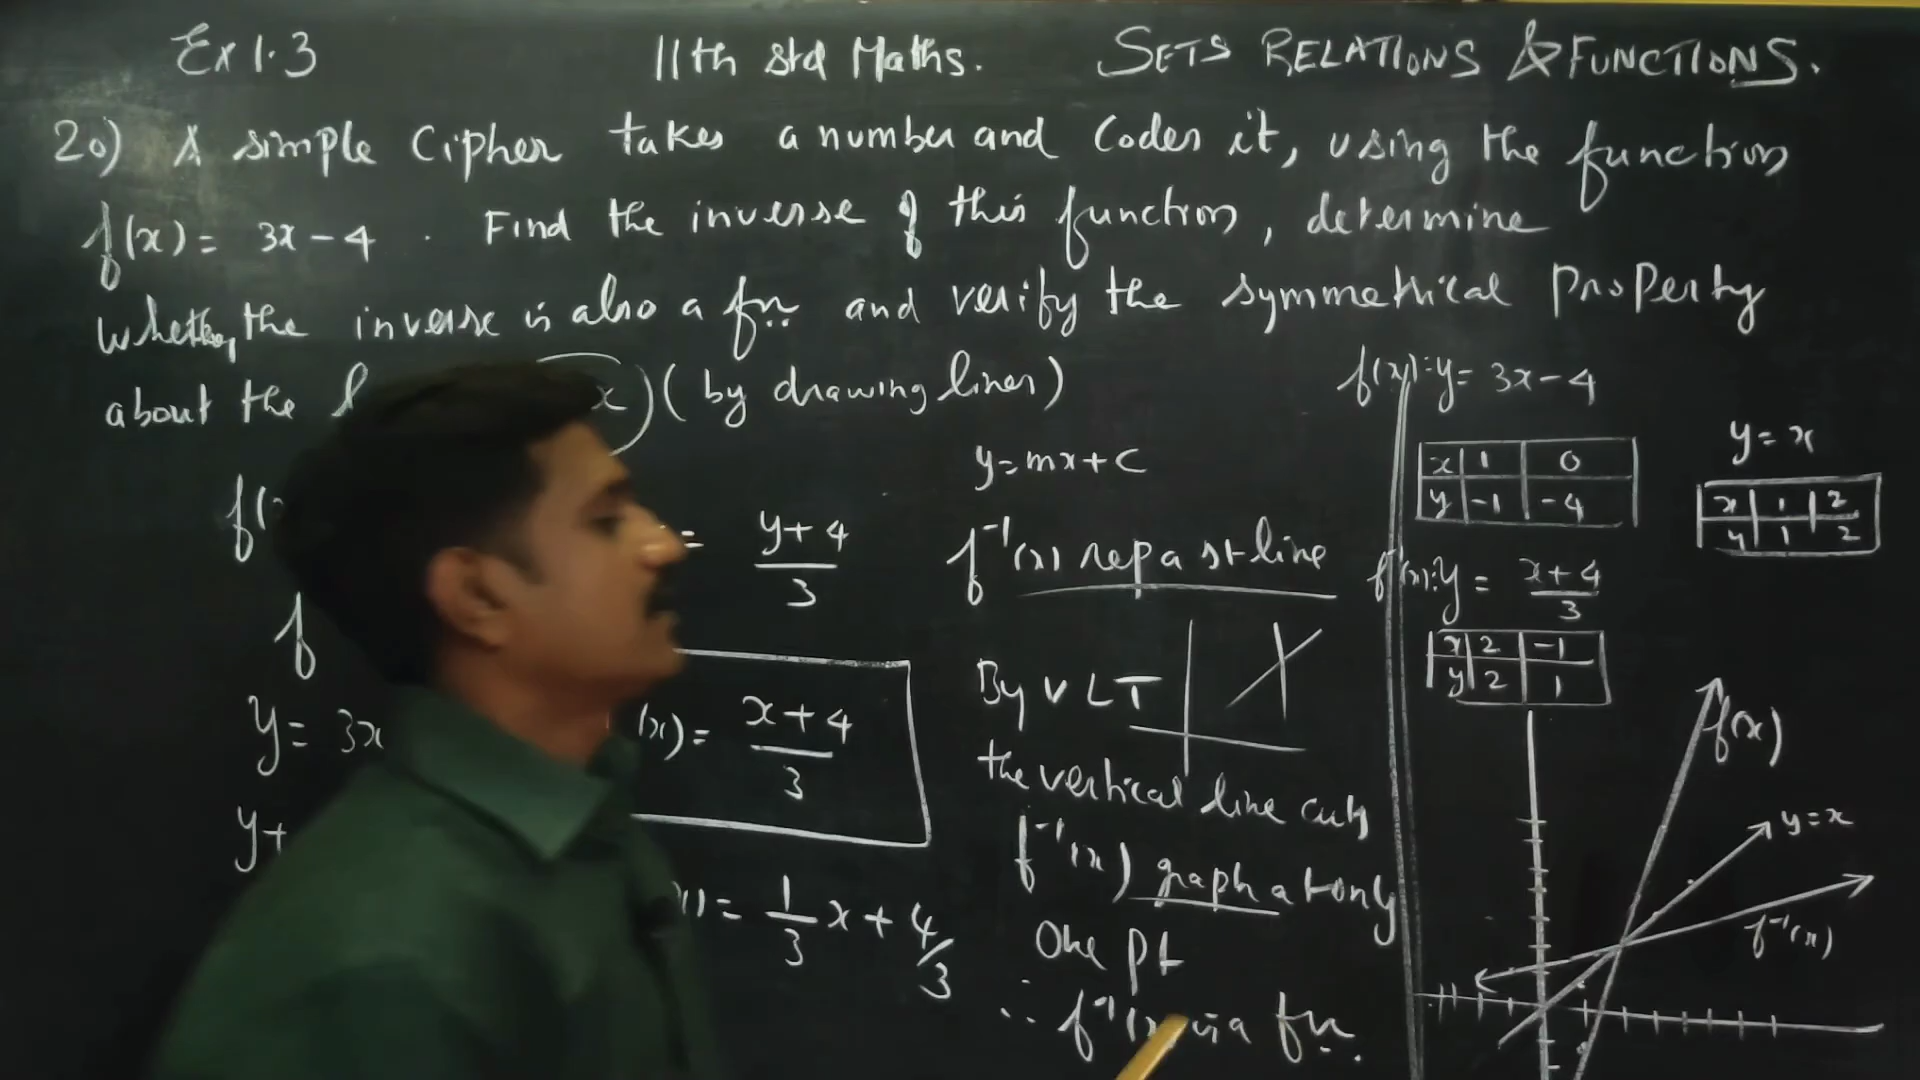 Ex 1.3 11th std Maths. SETS RELATIONS & FUNCTIONS.
20) A simple Cipher takes a number and Codes it, using the function
f(x) = 3x - 4 . Find the inverse of this function, determine
whether the inverse is also a fn and verify the symmetrical Property
about the x) (by drawing lines)
= y+4/3
y = 3x
y+
(x) = x+4/3
= 1/3 x + 4/3
y = mx + c
f⁻¹(x) rep a st line
By V L T
the vertical line cuts
f⁻¹(x) graph at only
One pt
∴ f⁻¹(x) is a fn.
f(x): y = 3x - 4
x 1 0
y -1 -4
y = x
x 1 2
y 1 2
f⁻¹(x): y = x+4/3
x 2 -1
y 2 1
f(x)
y = x
f⁻¹(x)